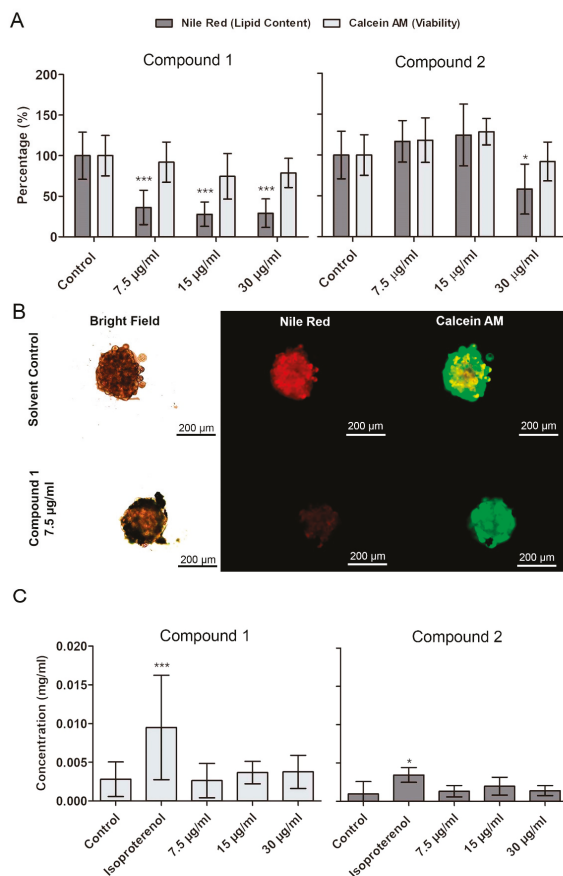 A
Nile Red (Lipid Content) Calcein AM (Viability)
Compound 1 Compound 2
Percentage (%)
200
150
100
50
0
*** *** *** *
Control 7.5 µg/ml 15 µg/ml 30 µg/ml Control 7.5 µg/ml 15 µg/ml 30 µg/ml
B
Bright Field Nile Red Calcein AM
Solvent Control
200 µm 200 µm 200 µm
Compound 1
7.5 µg/ml
200 µm 200 µm 200 µm
C
Compound 1 Compound 2
Concentration (mg/ml)
0.020
0.015
0.010
0.005
0.000
*** *
Control Isoproterenol 7.5 µg/ml 15 µg/ml 30 µg/ml Control Isoproterenol 7.5 µg/ml 15 µg/ml 30 µg/ml